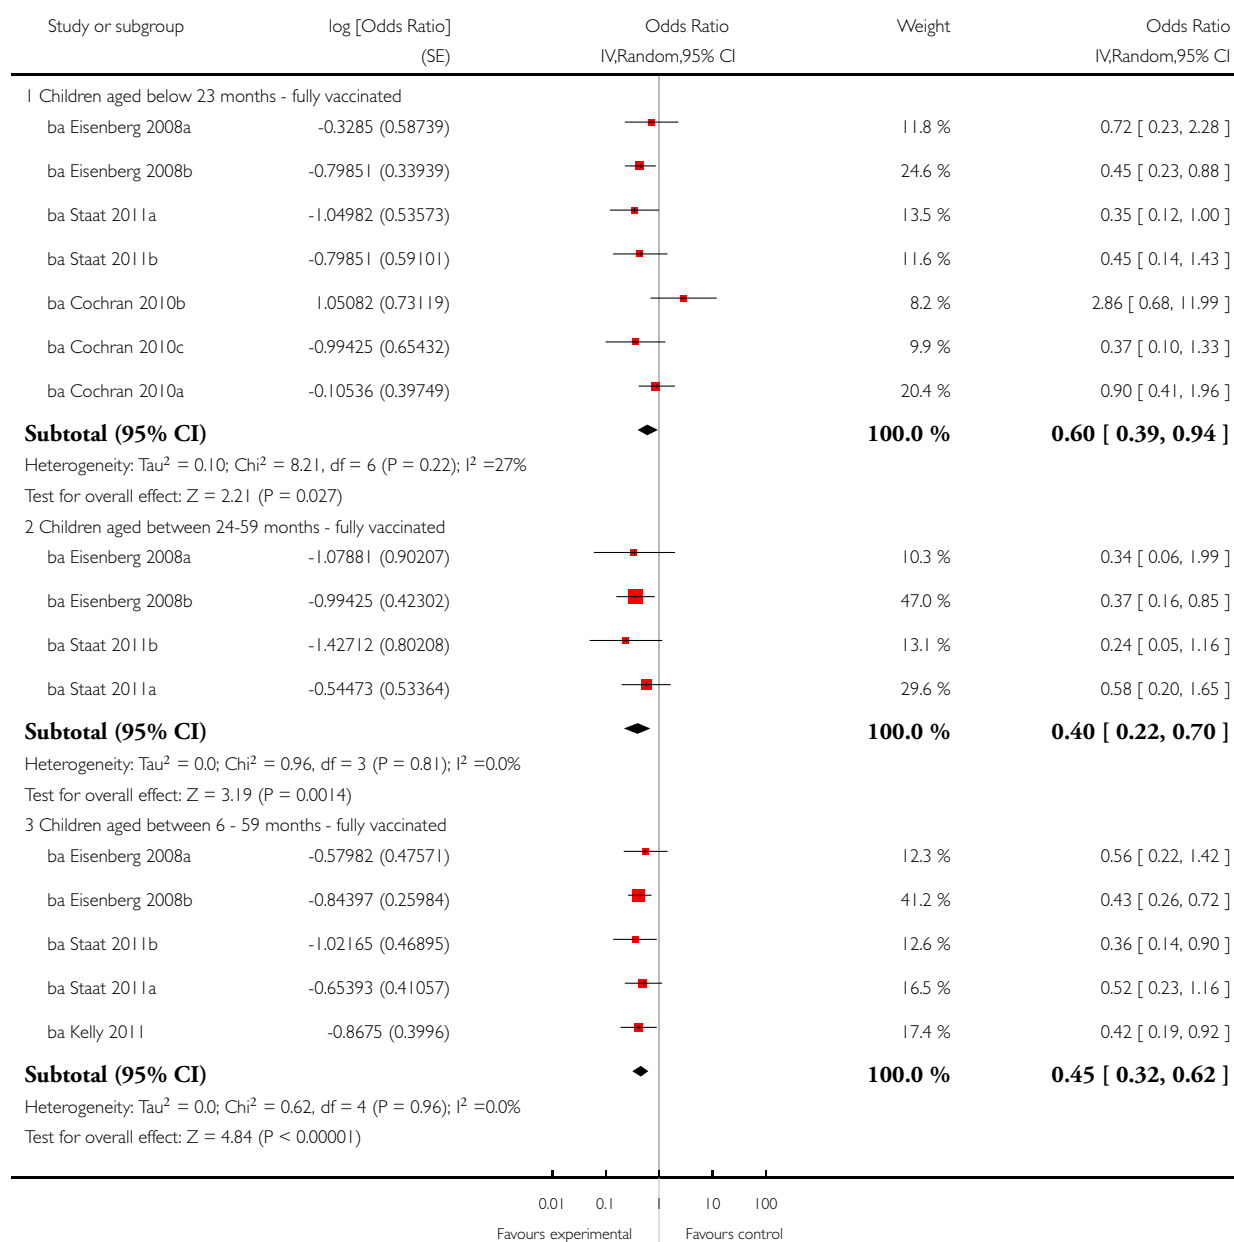 Study or subgroup log [Odds Ratio] Odds Ratio Weight Odds Ratio
(SE) IV,Random,95% CI IV,Random,95% CI
1 Children aged below 23 months - fully vaccinated
ba Eisenberg 2008a -0.3285 (0.58739) 11.8 % 0.72 [ 0.23, 2.28 ]
ba Eisenberg 2008b -0.79851 (0.33939) 24.6 % 0.45 [ 0.23, 0.88 ]
ba Staat 2011a -1.04982 (0.53573) 13.5 % 0.35 [ 0.12, 1.00 ]
ba Staat 2011b -0.79851 (0.59101) 11.6 % 0.45 [ 0.14, 1.43 ]
ba Cochran 2010b 1.05082 (0.73119) 8.2 % 2.86 [ 0.68, 11.99 ]
ba Cochran 2010c -0.99425 (0.65432) 9.9 % 0.37 [ 0.10, 1.33 ]
ba Cochran 2010a -0.10536 (0.39749) 20.4 % 0.90 [ 0.41, 1.96 ]
Subtotal (95% CI) 100.0 % 0.60 [ 0.39, 0.94 ]
Heterogeneity: Tau² = 0.10; Chi² = 8.21, df = 6 (P = 0.22); I² =27%
Test for overall effect: Z = 2.21 (P = 0.027)
2 Children aged between 24-59 months - fully vaccinated
ba Eisenberg 2008a -1.07881 (0.90207) 10.3 % 0.34 [ 0.06, 1.99 ]
ba Eisenberg 2008b -0.99425 (0.42302) 47.0 % 0.37 [ 0.16, 0.85 ]
ba Staat 2011b -1.42712 (0.80208) 13.1 % 0.24 [ 0.05, 1.16 ]
ba Staat 2011a -0.54473 (0.53364) 29.6 % 0.58 [ 0.20, 1.65 ]
Subtotal (95% CI) 100.0 % 0.40 [ 0.22, 0.70 ]
Heterogeneity: Tau² = 0.0; Chi² = 0.96, df = 3 (P = 0.81); I² =0.0%
Test for overall effect: Z = 3.19 (P = 0.0014)
3 Children aged between 6 - 59 months - fully vaccinated
ba Eisenberg 2008a -0.57982 (0.47571) 12.3 % 0.56 [ 0.22, 1.42 ]
ba Eisenberg 2008b -0.84397 (0.25984) 41.2 % 0.43 [ 0.26, 0.72 ]
ba Staat 2011b -1.02165 (0.46895) 12.6 % 0.36 [ 0.14, 0.90 ]
ba Staat 2011a -0.65393 (0.41057) 16.5 % 0.52 [ 0.23, 1.16 ]
ba Kelly 2011 -0.8675 (0.3996) 17.4 % 0.42 [ 0.19, 0.92 ]
Subtotal (95% CI) 100.0 % 0.45 [ 0.32, 0.62 ]
Heterogeneity: Tau² = 0.0; Chi² = 0.62, df = 4 (P = 0.96); I² =0.0%
Test for overall effect: Z = 4.84 (P < 0.00001)
0.01 0.1 1 10 100
Favours experimental Favours control